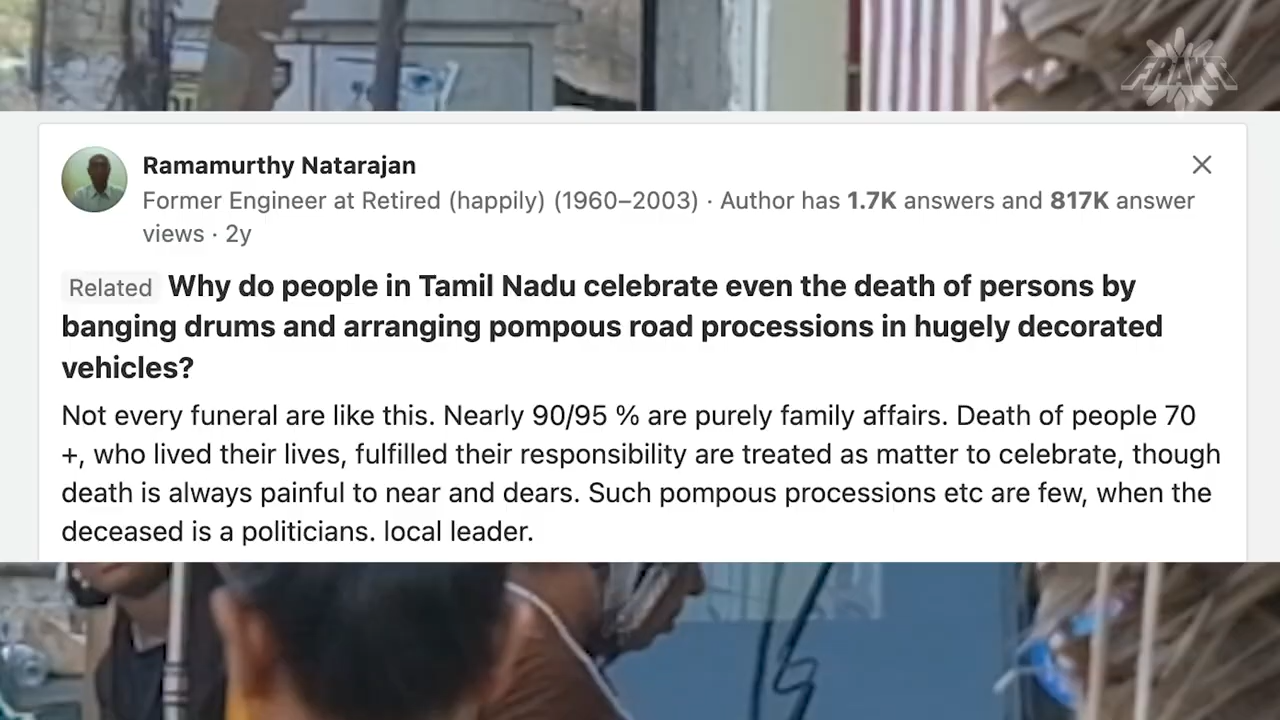 FRAKT
Ramamurthy Natarajan
Former Engineer at Retired (happily) (1960–2003) · Author has 1.7K answers and 817K answer
views · 2y
Related Why do people in Tamil Nadu celebrate even the death of persons by
banging drums and arranging pompous road processions in hugely decorated
vehicles?
Not every funeral are like this. Nearly 90/95 % are purely family affairs. Death of people 70
+, who lived their lives, fulfilled their responsibility are treated as matter to celebrate, though
death is always painful to near and dears. Such pompous processions etc are few, when the
deceased is a politicians. local leader.